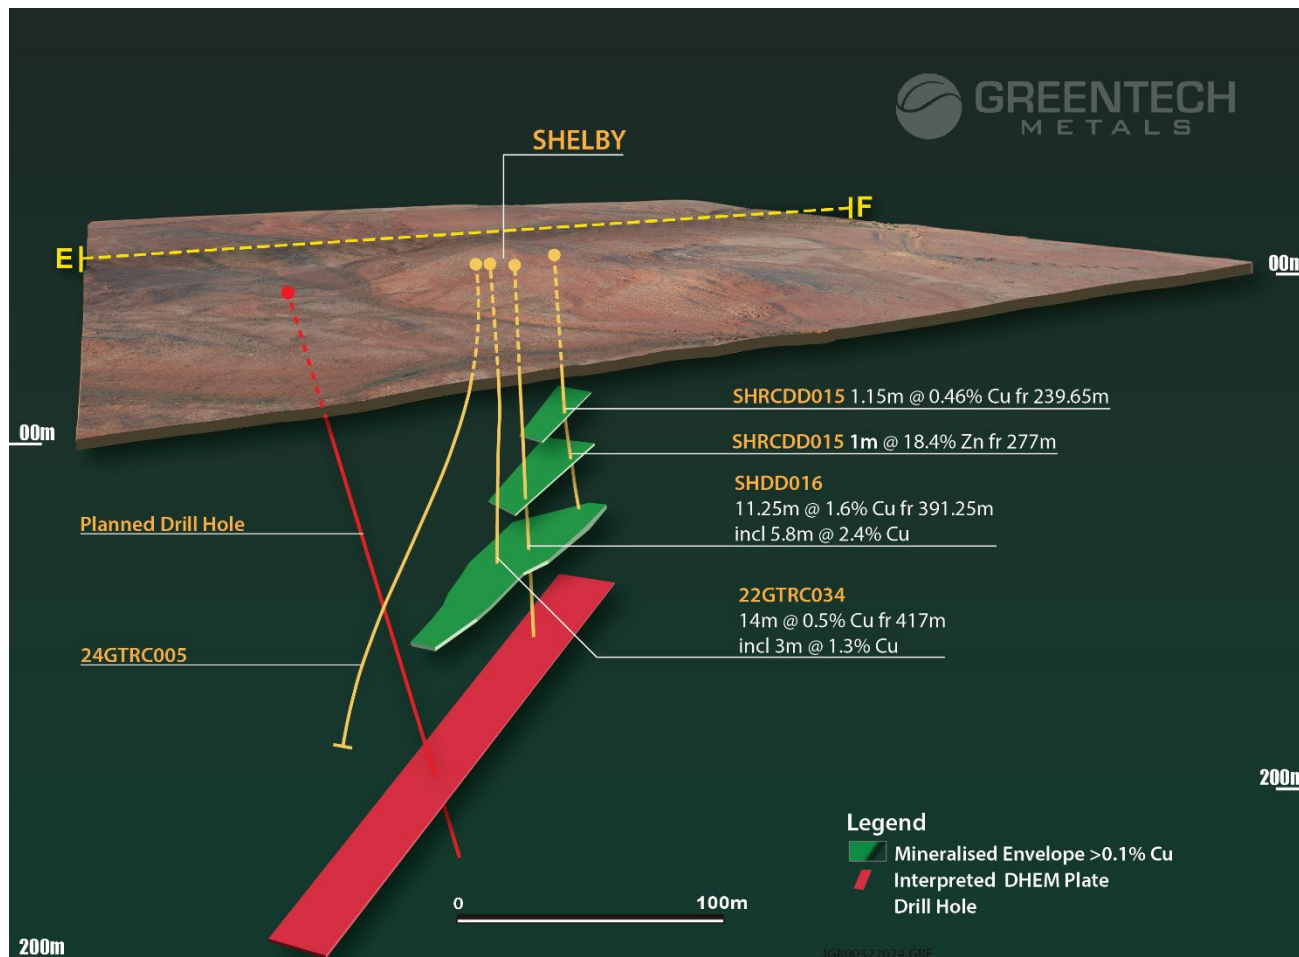 GREENTECH
METALS
SHELBY
E
F
00m
00m
SHRCDD015 1.15m @ 0.46% Cu fr 239.65m
SHRCDD015 1m @ 18.4% Zn fr 277m
SHDD016
11.25m @ 1.6% Cu fr 391.25m
incl 5.8m @ 2.4% Cu
Planned Drill Hole
22GTRC034
14m @ 0.5% Cu fr 417m
incl 3m @ 1.3% Cu
24GTRC005
200m
Legend
Mineralised Envelope >0.1% Cu
Interpreted DHEM Plate
Drill Hole
0
100m
200m